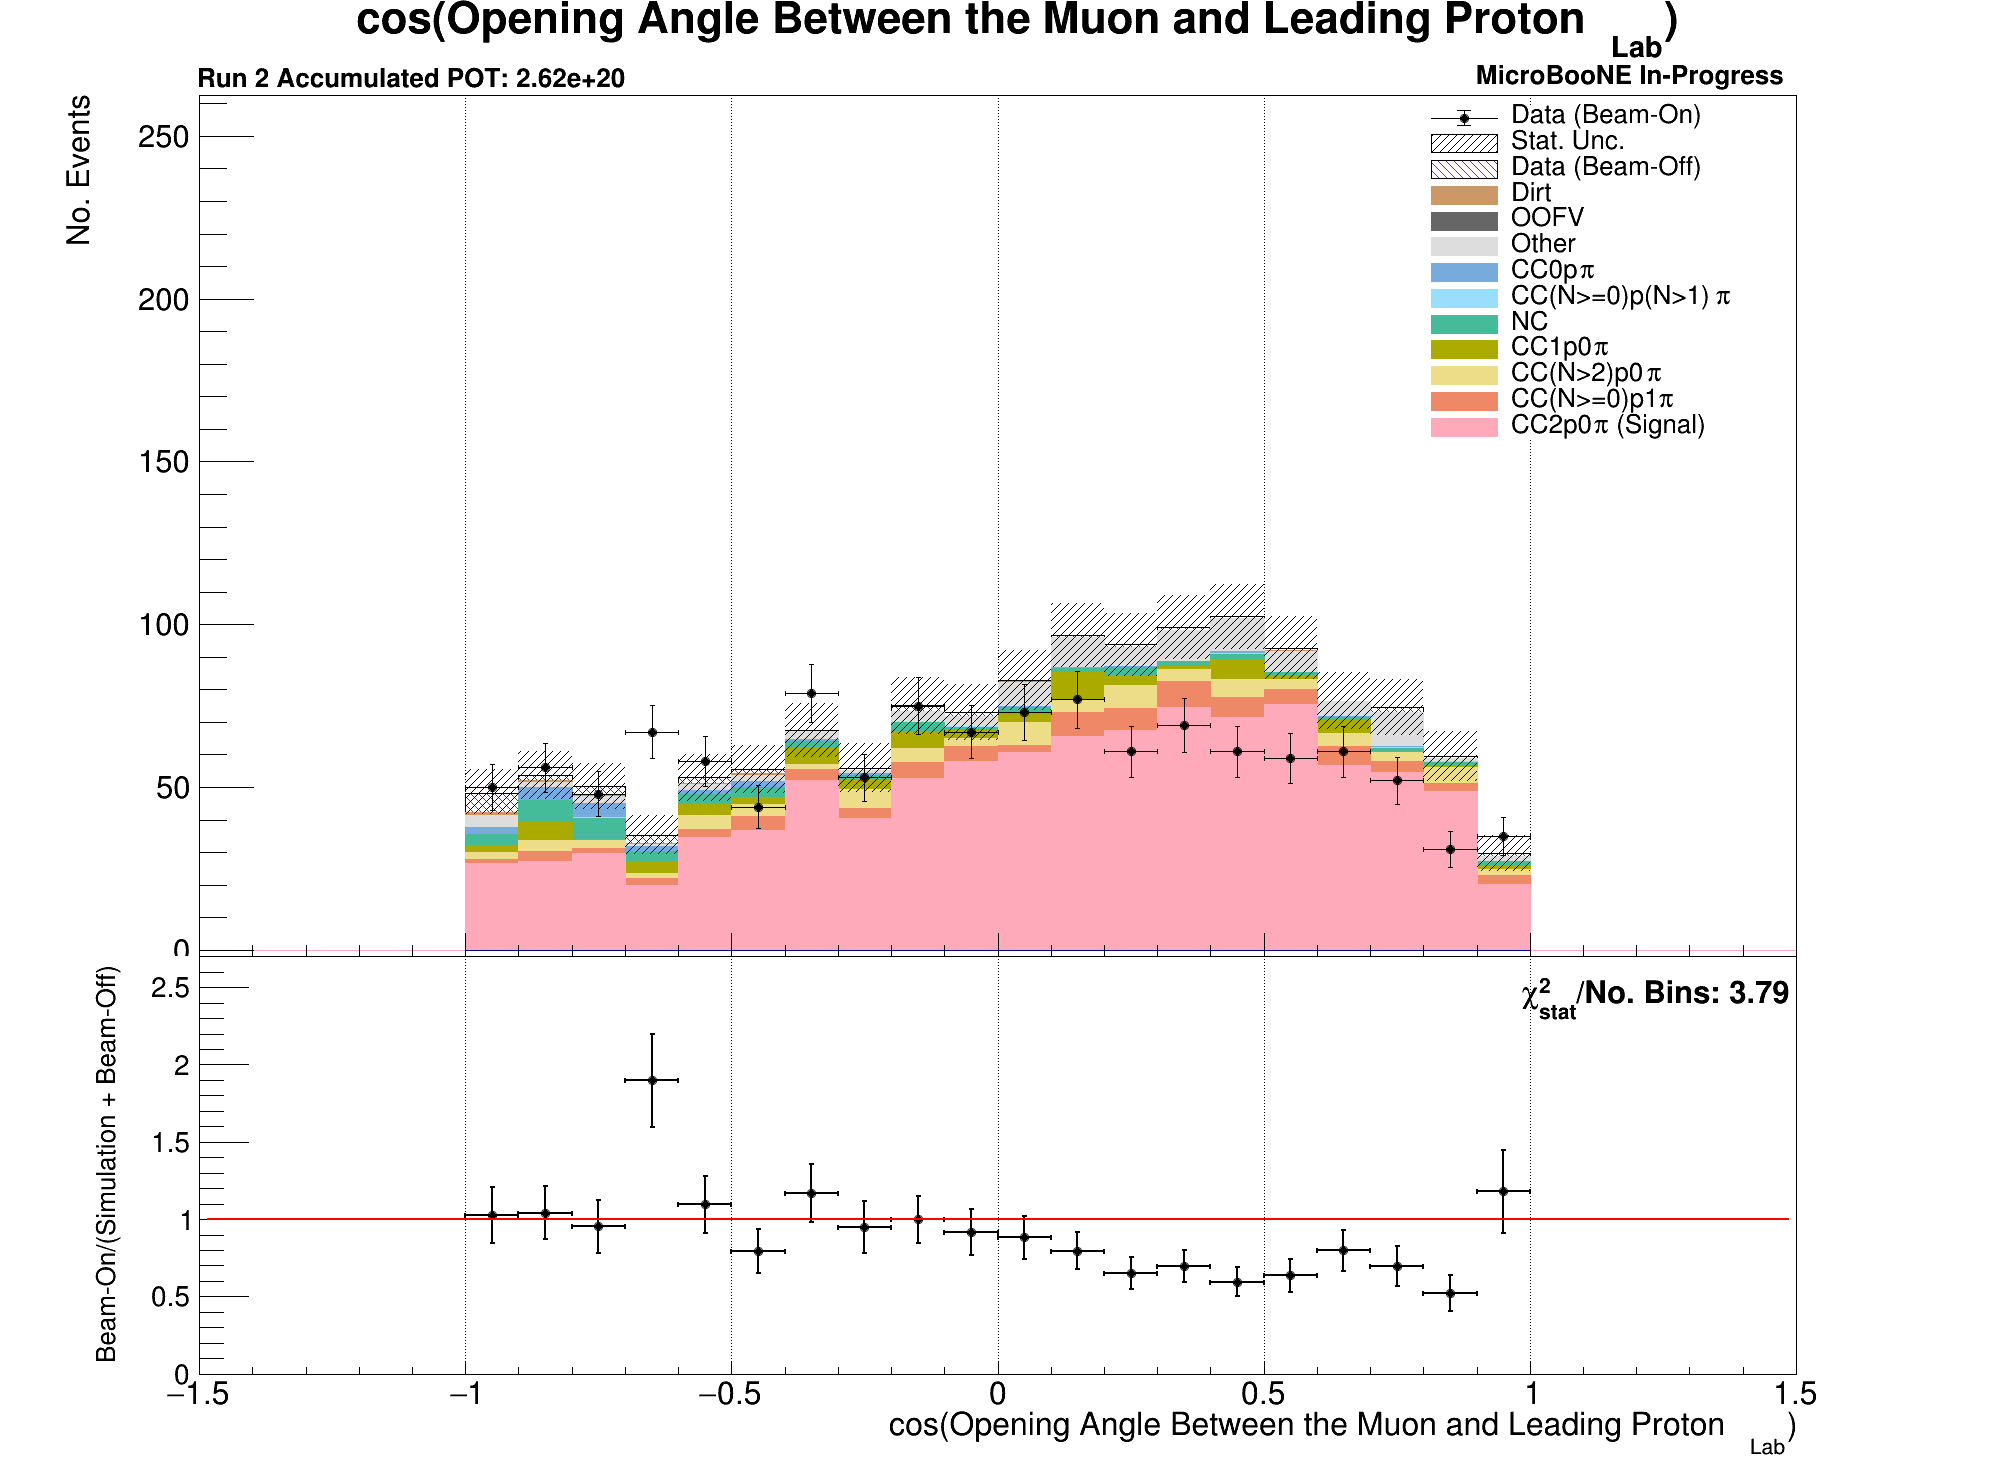 cos(Opening Angle Between the Muon and Leading Proton Lab)
Run 2 Accumulated POT: 2.62e+20
MicroBooNE In-Progress
No. Events
250
200
150
100
50
0
Data (Beam-On)
Stat. Unc.
Data (Beam-Off)
Dirt
OOFV
Other
CC0pπ
CC(N>=0)p(N>1) π
NC
CC1p0π
CC(N>2)p0π
CC(N>=0)p1π
CC2p0π (Signal)
Beam-On/(Simulation + Beam-Off)
χ²stat/No. Bins: 3.79
2.5
2
1.5
1
0.5
0
−1.5 −1 −0.5 0 0.5 1 1.5
cos(Opening Angle Between the Muon and Leading Proton Lab)